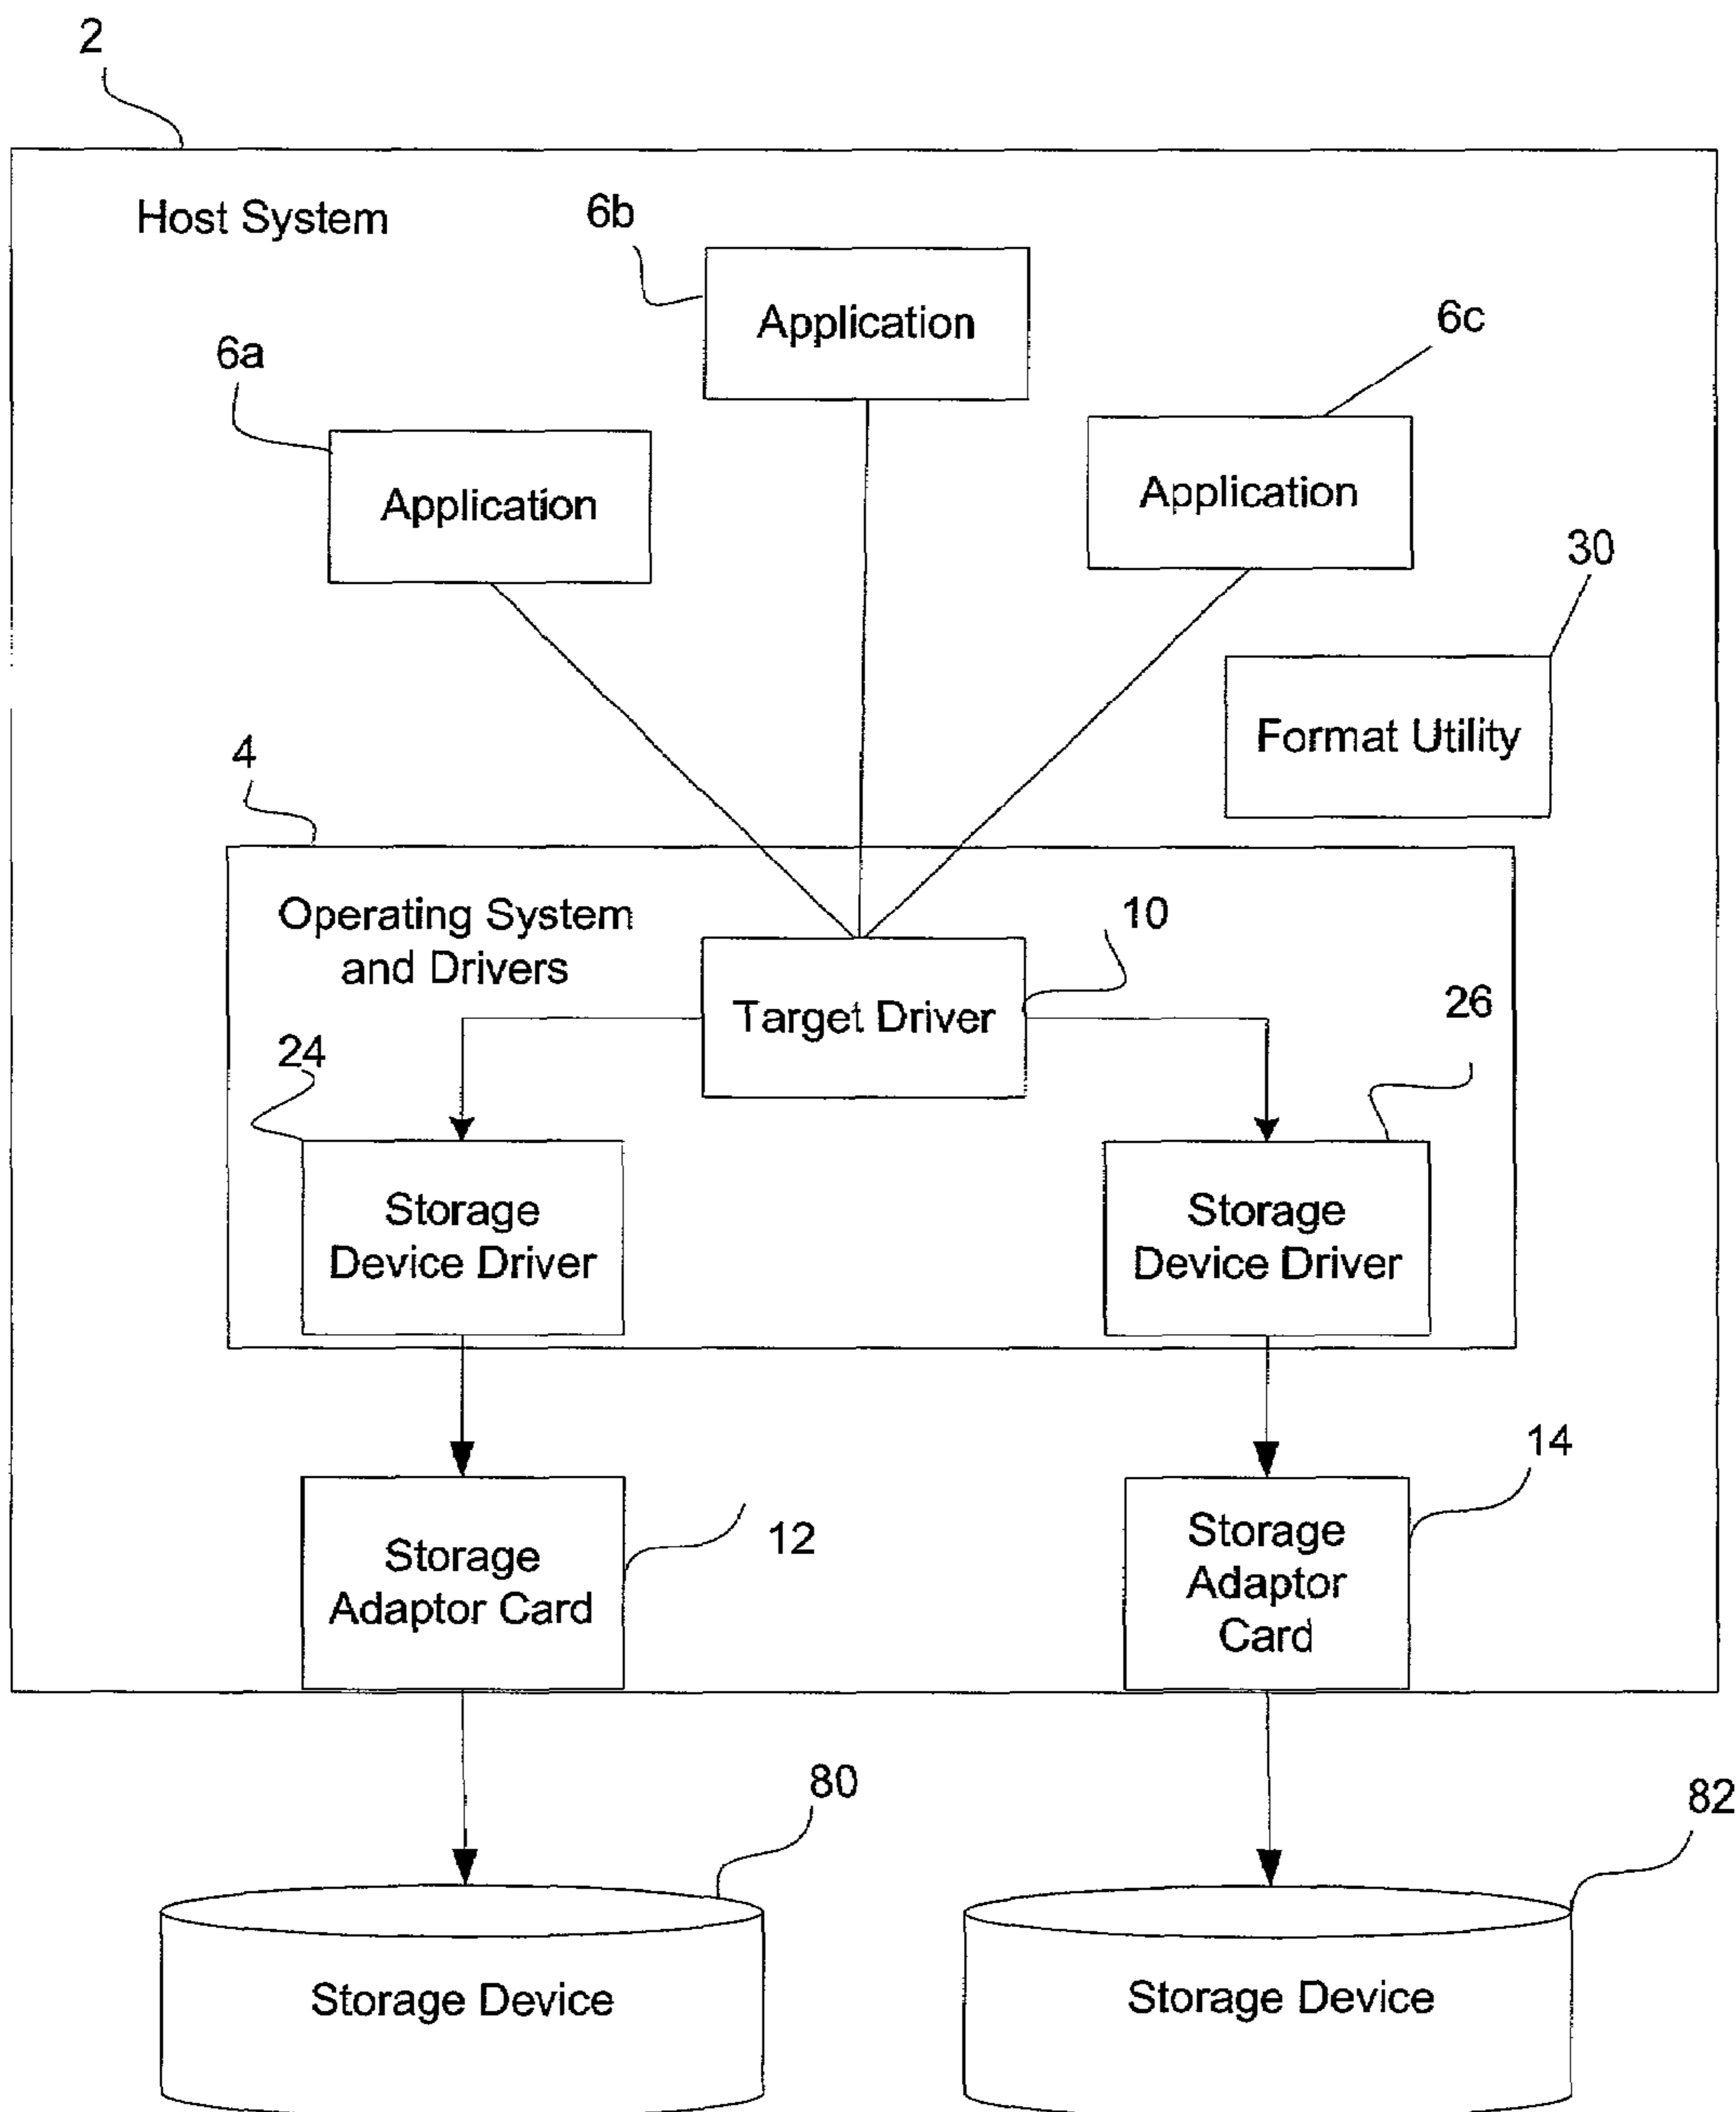 2
Host System
6b
Application
6c
6a
Application
Application
30
Format Utility
4
Operating System
and Drivers
10
Target Driver
26
24
Storage
Device Driver
Storage
Device Driver
14
12
Storage
Adaptor Card
Storage
Adaptor
Card
80
82
Storage Device
Storage Device